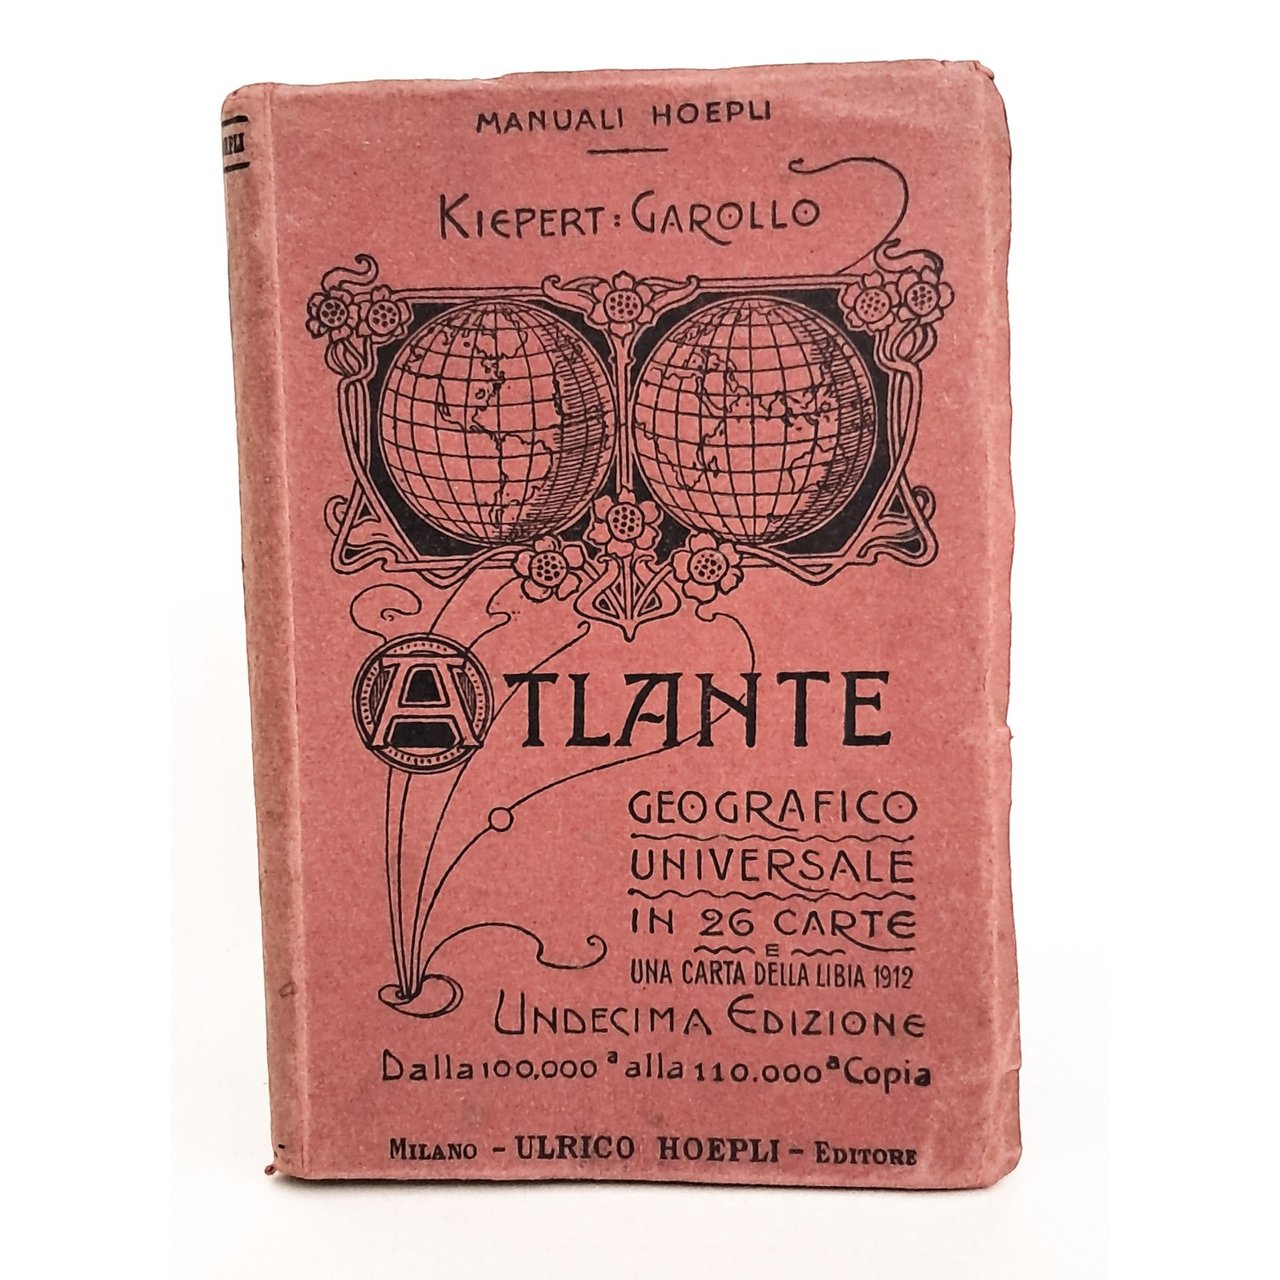 MANUALI HOEPLI
KIEPERT: GAROLLO
ATLANTE
GEOGRAFICO
UNIVERSALE
IN 26 CARTE
E
UNA CARTA DELLA LIBIA 1912
UNDECIMA EDIZIONE
Dalla 100,000ª alla 110.000ª Copia
MILANO - ULRICO HOEPLI - EDITORE